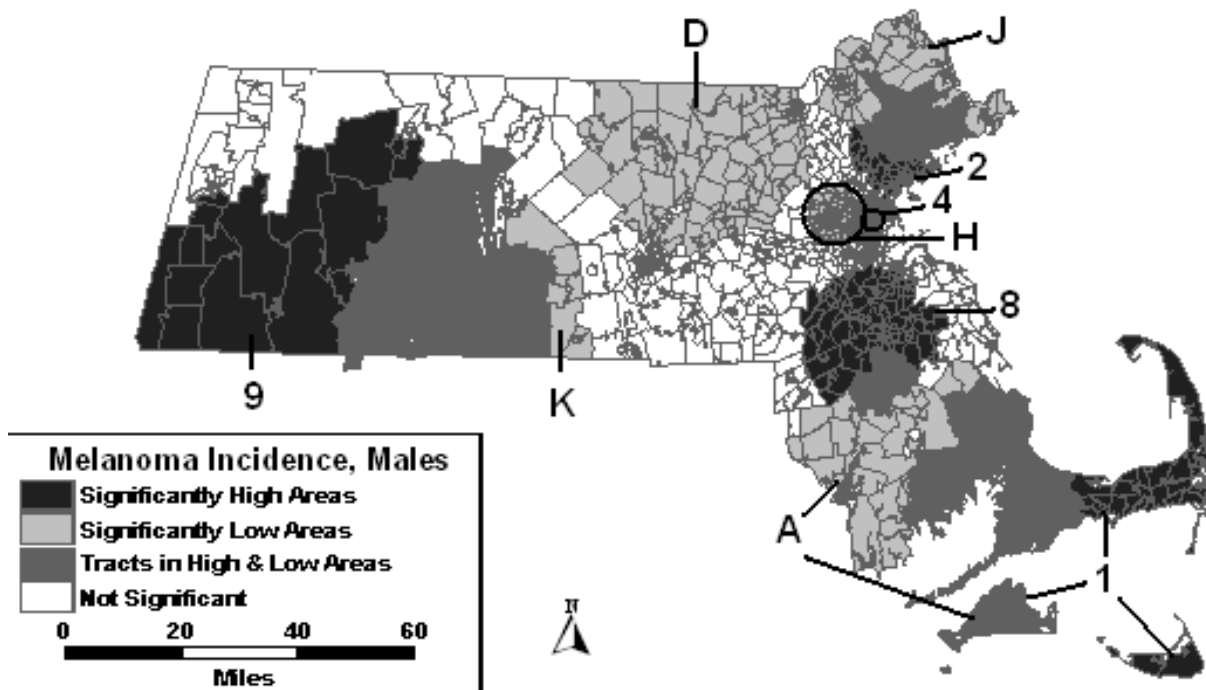 D
J
2
4
H
8
9
K
A
1
Melanoma Incidence, Males
Significantly High Areas
Significantly Low Areas
Tracts in High & Low Areas
Not Significant
0 20 40 60
Miles
N